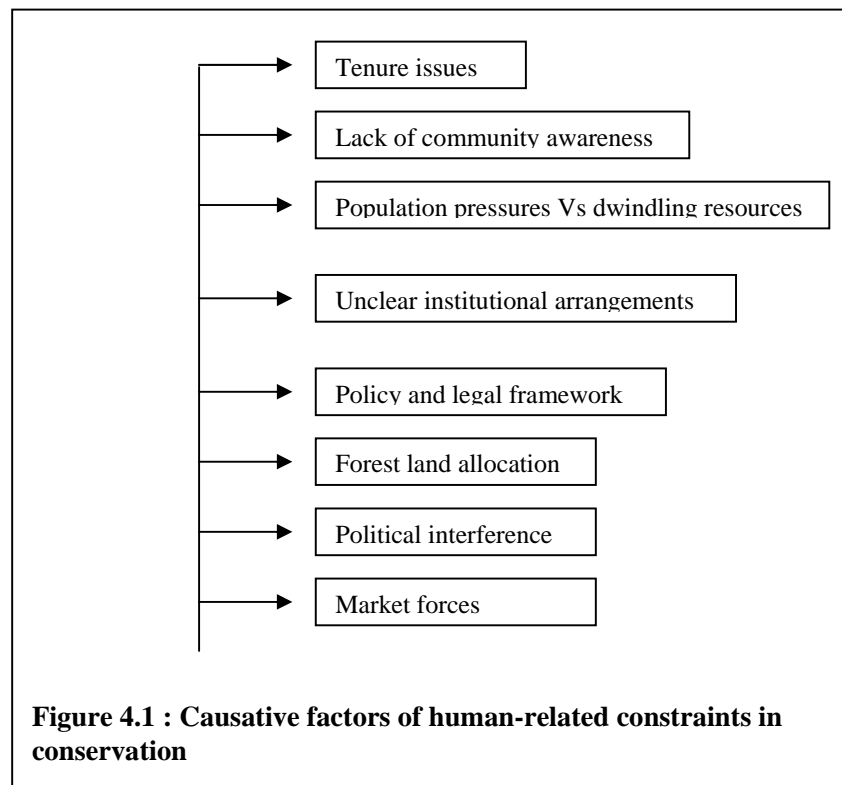 Tenure issues
Lack of community awareness
Population pressures Vs dwindling resources
Unclear institutional arrangements
Policy and legal framework
Forest land allocation
Political interference
Market forces
Figure 4.1 : Causative factors of human-related constraints in
conservation